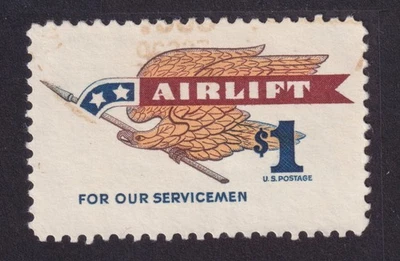 AIRLIFT
$1
U.S. POSTAGE
FOR OUR SERVICEMEN